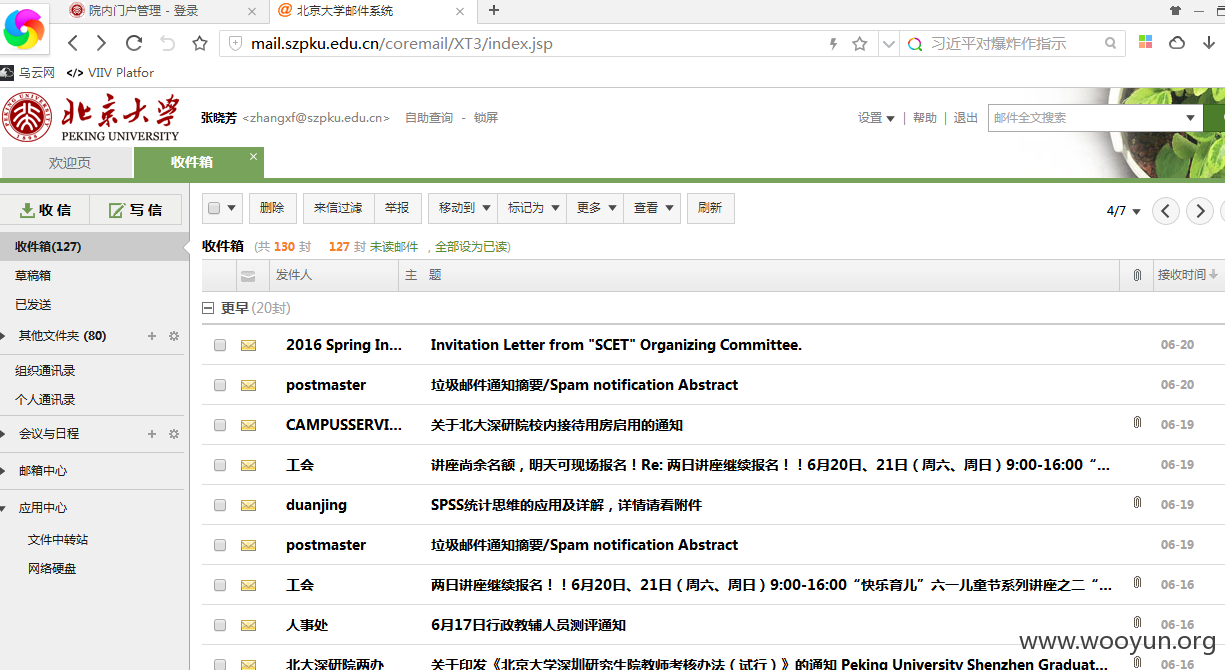 院内门户管理 - 登录
北京大学邮件系统
mail.szpku.edu.cn/coremail/XT3/index.jsp
习近平对爆炸作指示
乌云网 </> VIIV Platfor
北京大学
PEKING UNIVERSITY
张晓芳 <zhangxf@szpku.edu.cn> 自助查询 - 锁屏
设置 | 帮助 | 退出
邮件全文搜索
欢迎页
收件箱
收信 写信
删除 来信过滤 举报 移动到 标记为 更多 查看 刷新
4/7
收件箱(127)
草稿箱
已发送
其他文件夹 (80)
组织通讯录
个人通讯录
会议与日程
邮箱中心
应用中心
文件中转站
网络硬盘
收件箱 (共 130 封 127 封 未读邮件 , 全部设为已读)
发件人 主 题 接收时间
更早 (20封)
2016 Spring In... Invitation Letter from "SCET" Organizing Committee. 06-20
postmaster 垃圾邮件通知摘要/Spam notification Abstract 06-20
CAMPUSSERVI... 关于北大深研院校内接待用房启用的通知 06-19
工会 讲座尚余名额，明天可现场报名！Re: 两日讲座继续报名！！6月20日、21日（周六、周日）9:00-16:00“... 06-19
duanjing SPSS统计思维的应用及详解，详情请看附件 06-19
postmaster 垃圾邮件通知摘要/Spam notification Abstract 06-19
工会 两日讲座继续报名！！6月20日、21日（周六、周日）9:00-16:00“快乐育儿”六一儿童节系列讲座之二“... 06-16
人事处 6月17日行政教辅人员测评通知 06-16
北大深研院两办 关于印发《北京大学深圳研究生院教师考核办法（试行）》的通知 Peking University Shenzhen Graduat... 06-16
www.wooyun.org